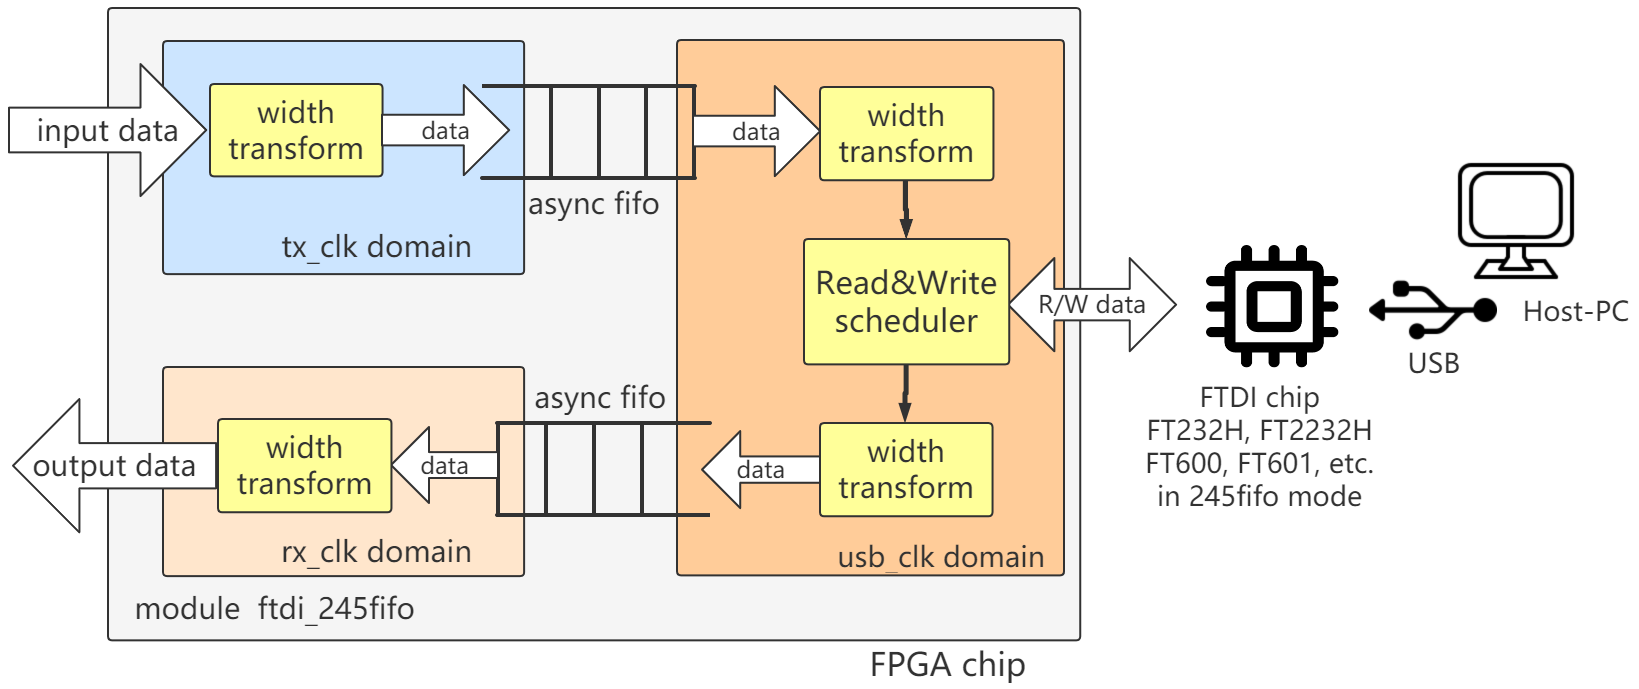 input data
width
transform
data
async fifo
tx_clk domain
data
width
transform
Read&Write
scheduler
R/W data
Host-PC
USB
FTDI chip
FT232H, FT2232H
FT600, FT601, etc.
in 245fifo mode
output data
width
transform
data
async fifo
rx_clk domain
data
width
transform
usb_clk domain
module ftdi_245fifo
FPGA chip